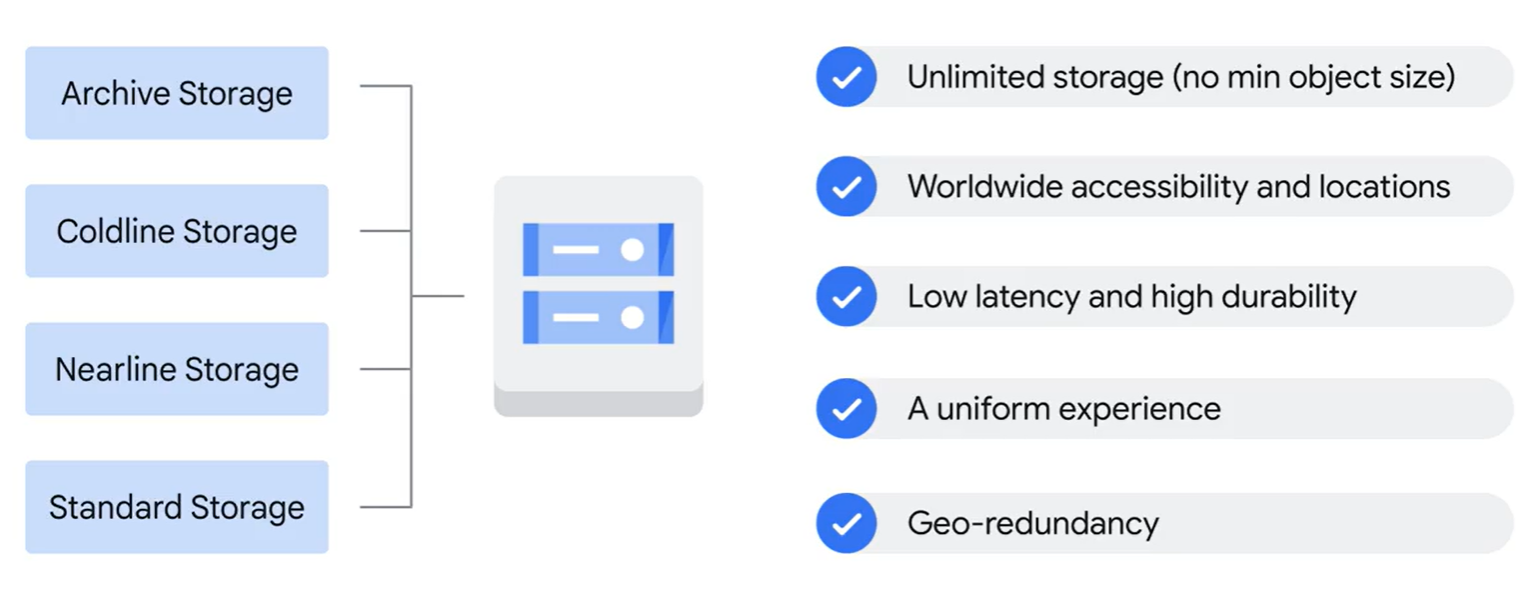 Archive Storage
Coldline Storage
Nearline Storage
Standard Storage
Unlimited storage (no min object size)
Worldwide accessibility and locations
Low latency and high durability
A uniform experience
Geo-redundancy